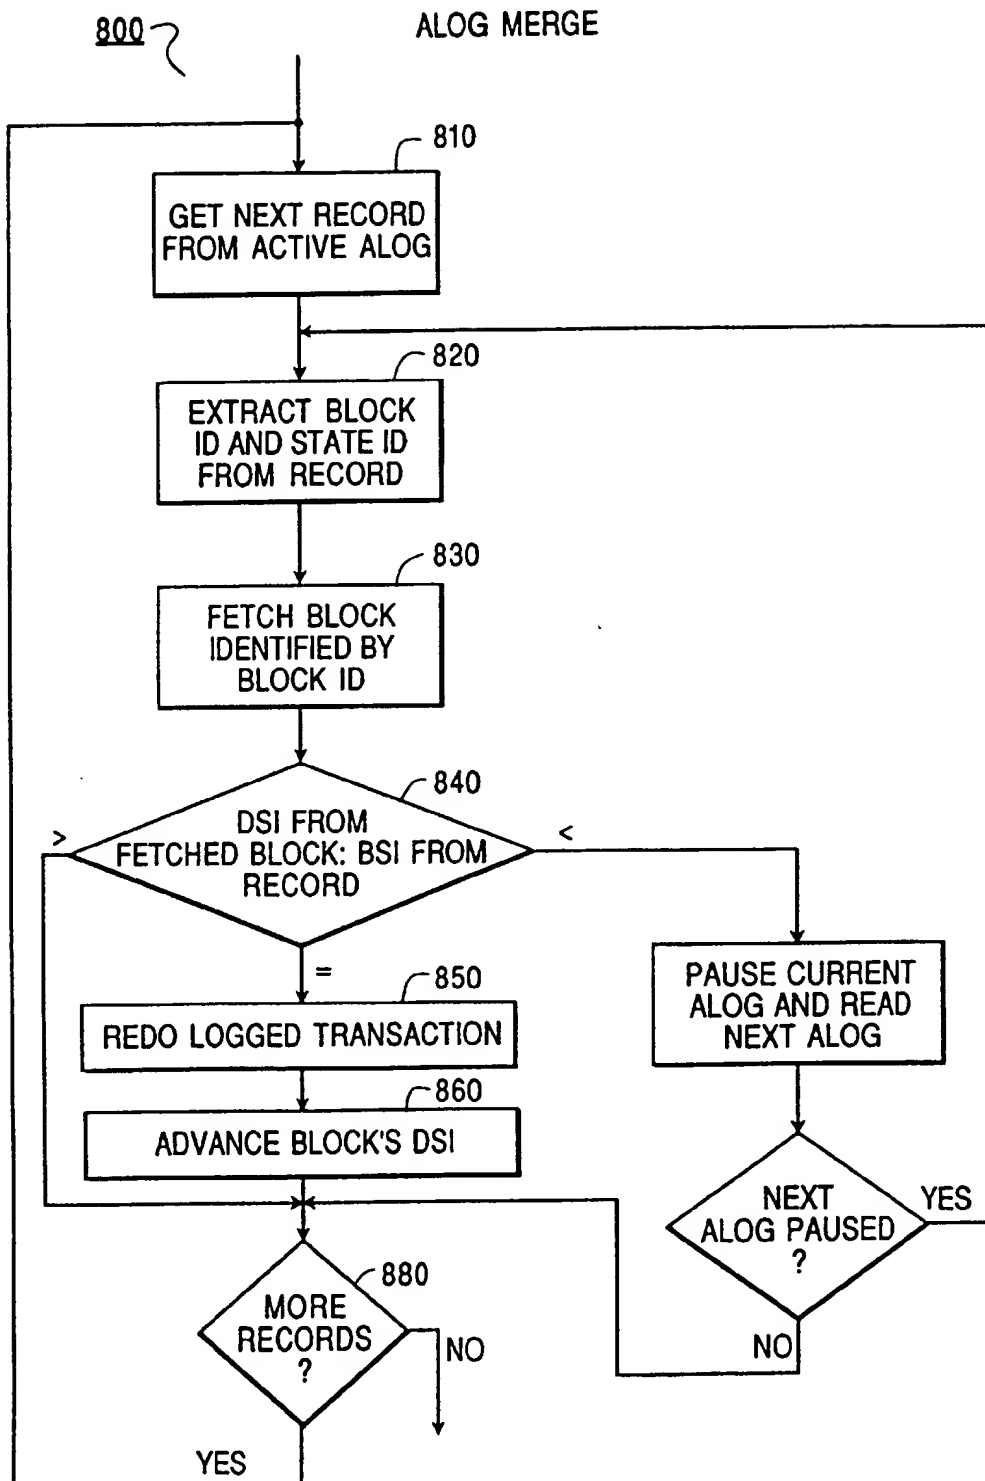 800
ALOG MERGE
810
GET NEXT RECORD
FROM ACTIVE ALOG
820
EXTRACT BLOCK
ID AND STATE ID
FROM RECORD
830
FETCH BLOCK
IDENTIFIED BY
BLOCK ID
840
DSI FROM
FETCHED BLOCK: BSI FROM
RECORD
>
<
=
850
REDO LOGGED TRANSACTION
860
ADVANCE BLOCK'S DSI
PAUSE CURRENT
ALOG AND READ
NEXT ALOG
NEXT
ALOG PAUSED
?
YES
NO
880
MORE
RECORDS
?
NO
YES